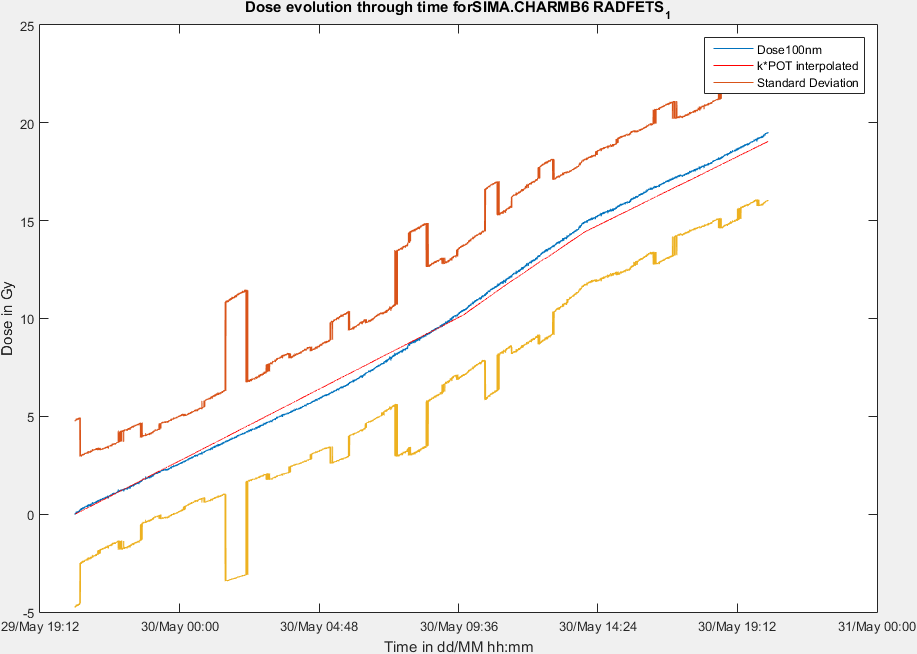 Dose evolution through time forSIMA.CHARMB6 RADFETS1
25
20
15
10
5
0
-5
Dose in Gy
Dose100nm
k*POT interpolated
Standard Deviation
29/May 19:12 30/May 00:00 30/May 04:48 30/May 09:36 30/May 14:24 30/May 19:12 31/May 00:00
Time in dd/MM hh:mm